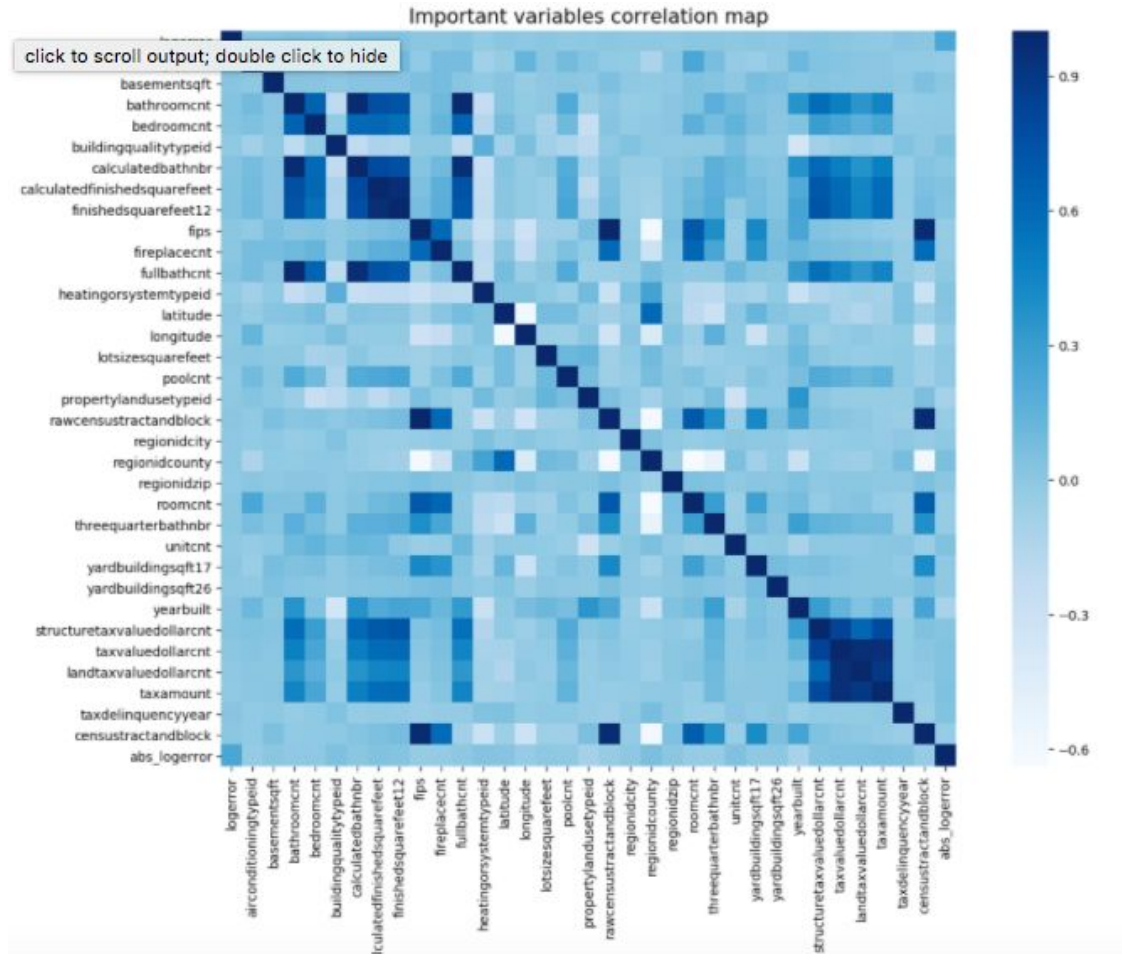 Important variables correlation map
click to scroll output; double click to hide
basementsqft
bathroomcnt
bedroomcnt
buildingqualitytypeid
calculatedbathnbr
calculatedfinishedsquarefeet
finishedsquarefeet12
fips
fireplacecnt
fullbathcnt
heatingorsystemtypeid
latitude
longitude
lotsizesquarefeet
poolcnt
propertylandusetypeid
rawcensustractandblock
regionidcity
regionidcounty
regionidzip
roomcnt
threequarterbathnbr
unitcnt
yardbuildingsqft17
yardbuildingsqft26
yearbuilt
structuretaxvaluedollarcnt
taxvaluedollarcnt
landtaxvaluedollarcnt
taxamount
taxdelinquencyyear
censustractandblock
abs_logerror
logerror
airconditioningtypeid
basementsqft
bathroomcnt
bedroomcnt
buildingqualitytypeid
calculatedbathnbr
lculatedfinishedsquarefeet
finishedsquarefeet12
fips
fireplacecnt
fullbathcnt
heatingorsystemtypeid
latitude
longitude
lotsizesquarefeet
poolcnt
propertylandusetypeid
rawcensustractandblock
regionidcity
regionidcounty
regionidzip
roomcnt
threequarterbathnbr
unitcnt
yardbuildingsqft17
yardbuildingsqft26
yearbuilt
structuretaxvaluedollarcnt
taxvaluedollarcnt
landtaxvaluedollarcnt
taxamount
taxdelinquencyyear
censustractandblock
abs_logerror
0.9
0.6
0.3
0.0
−0.3
−0.6